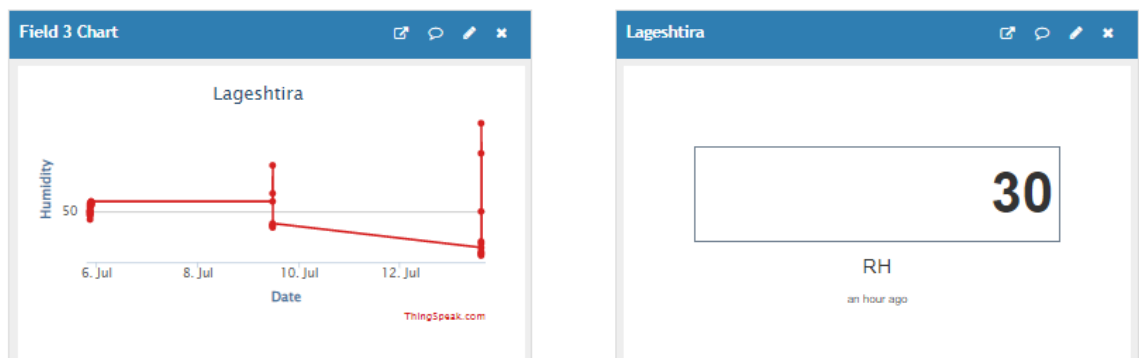 Field 3 Chart
Lageshtira
Humidity
50
6. Jul
8. Jul
10. Jul
12. Jul
Date
ThingSpeak.com
Lageshtira
30
RH
an hour ago